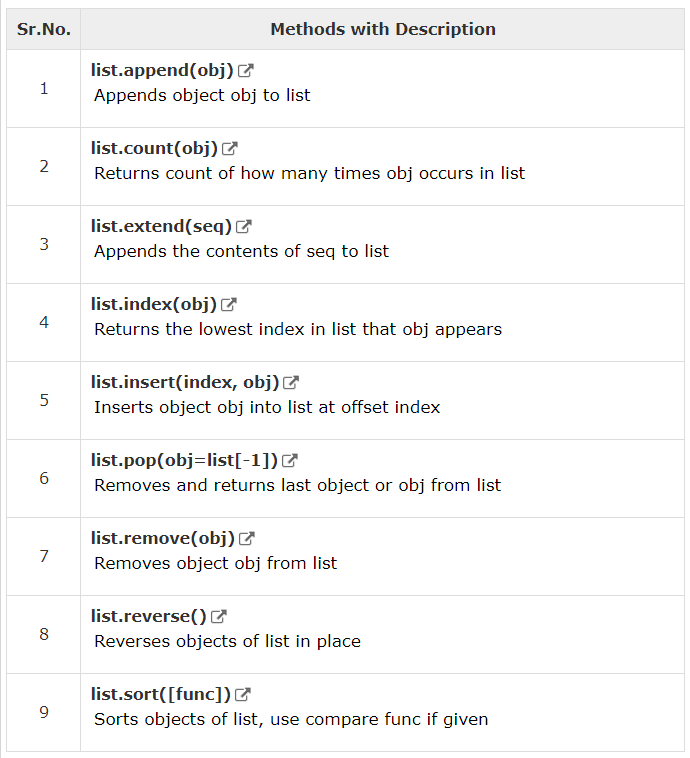 Sr.No. Methods with Description
1
list.append(obj)
Appends object obj to list
2
list.count(obj)
Returns count of how many times obj occurs in list
3
list.extend(seq)
Appends the contents of seq to list
4
list.index(obj)
Returns the lowest index in list that obj appears
5
list.insert(index, obj)
Inserts object obj into list at offset index
6
list.pop(obj=list[-1])
Removes and returns last object or obj from list
7
list.remove(obj)
Removes object obj from list
8
list.reverse()
Reverses objects of list in place
9
list.sort([func])
Sorts objects of list, use compare func if given